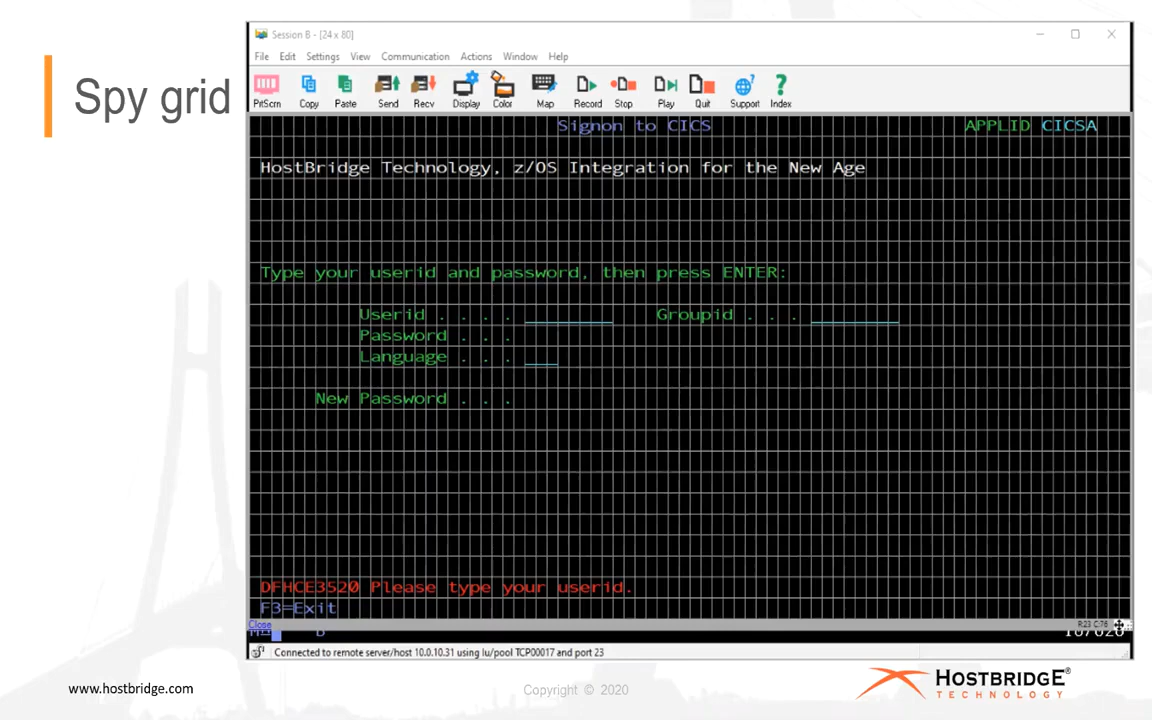 Spy grid
Session B - [24 x 80]
File Edit Settings View Communication Actions Window Help
PrtScrn Copy Paste Send Recv Display Color Map Record Stop Play Quit Support Index
Signon to CICS APPLID CICSA
HostBridge Technology, z/OS Integration for the New Age
Type your userid and password, then press ENTER:
Userid . . . . Groupid . . .
Password . . .
Language . . .
New Password . . .
DFHCE3520 Please type your userid.
F3=Exit
Close R:23 C:76
Connected to remote server/host 10.0.10.31 using lu/pool TCP00017 and port 23
www.hostbridge.com
Copyright © 2020
HOSTBRIDGE®
TECHNOLOGY